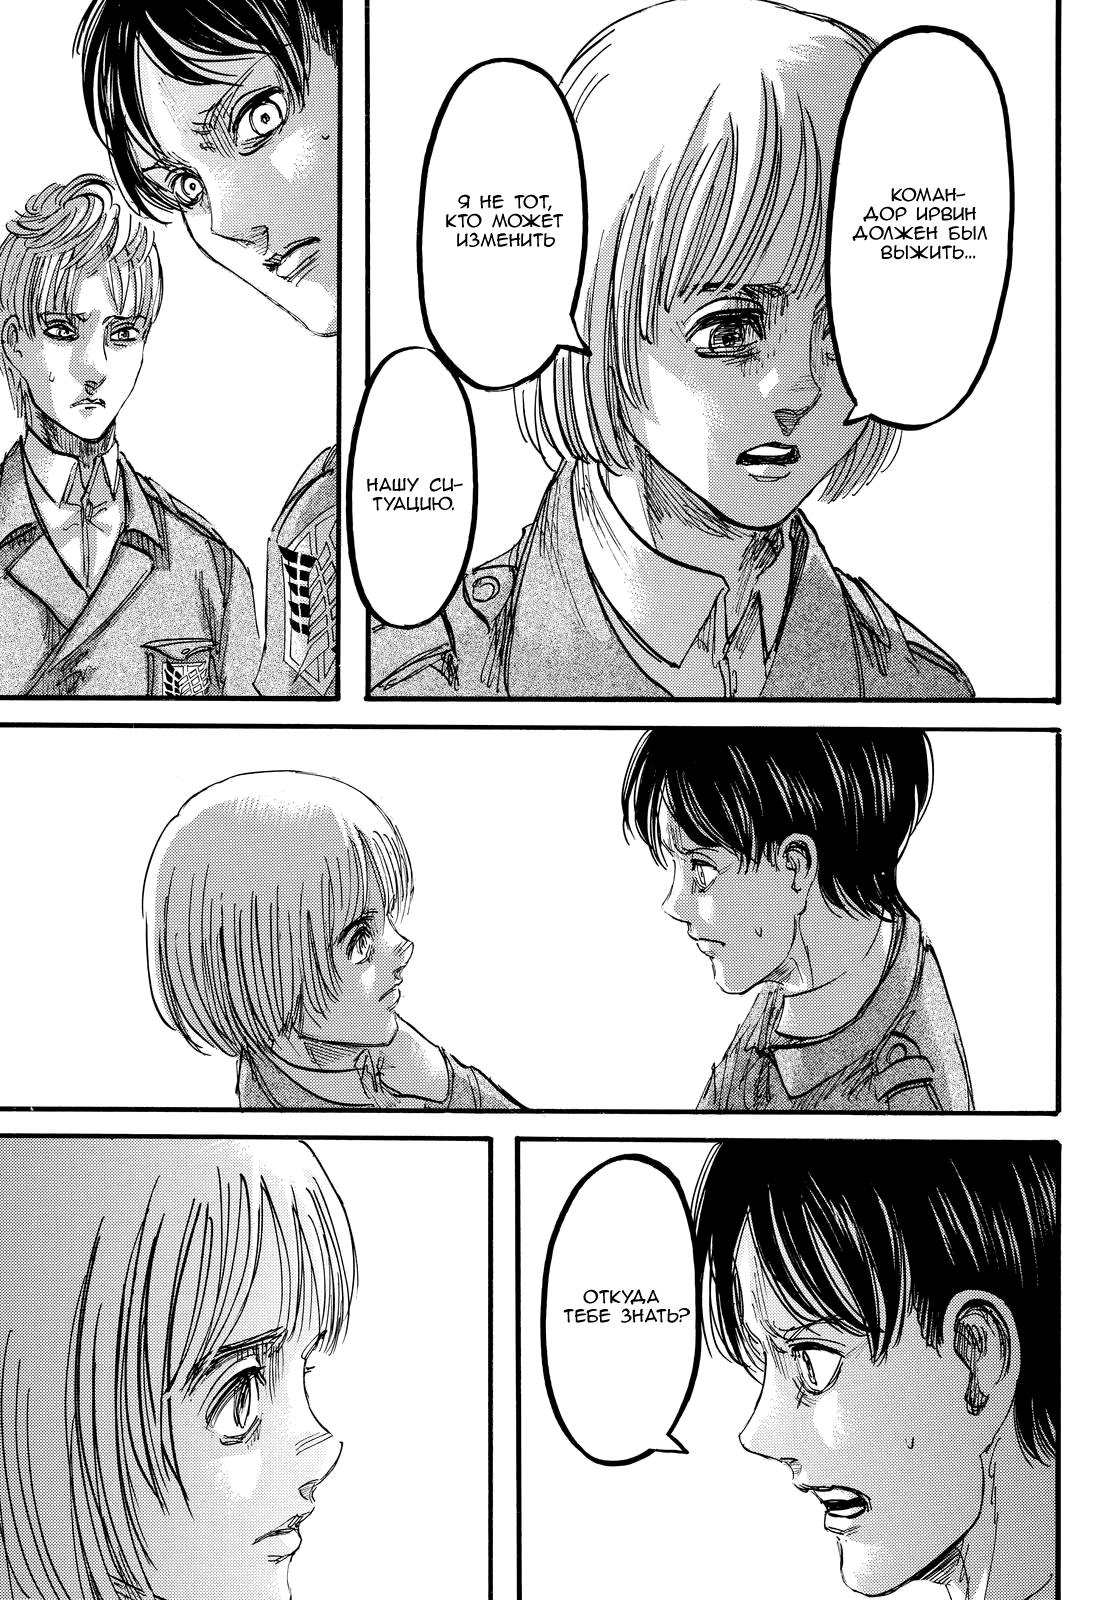 КОМАН-
ДОР ИРВИН
ДОЛЖЕН БЫЛ
ВЫЖИТЬ...
Я НЕ ТОТ,
КТО МОЖЕТ
ИЗМЕНИТЬ
НАШУ СИ-
ТУАЦИЮ.
ОТКУДА
ТЕБЕ ЗНАТЬ?